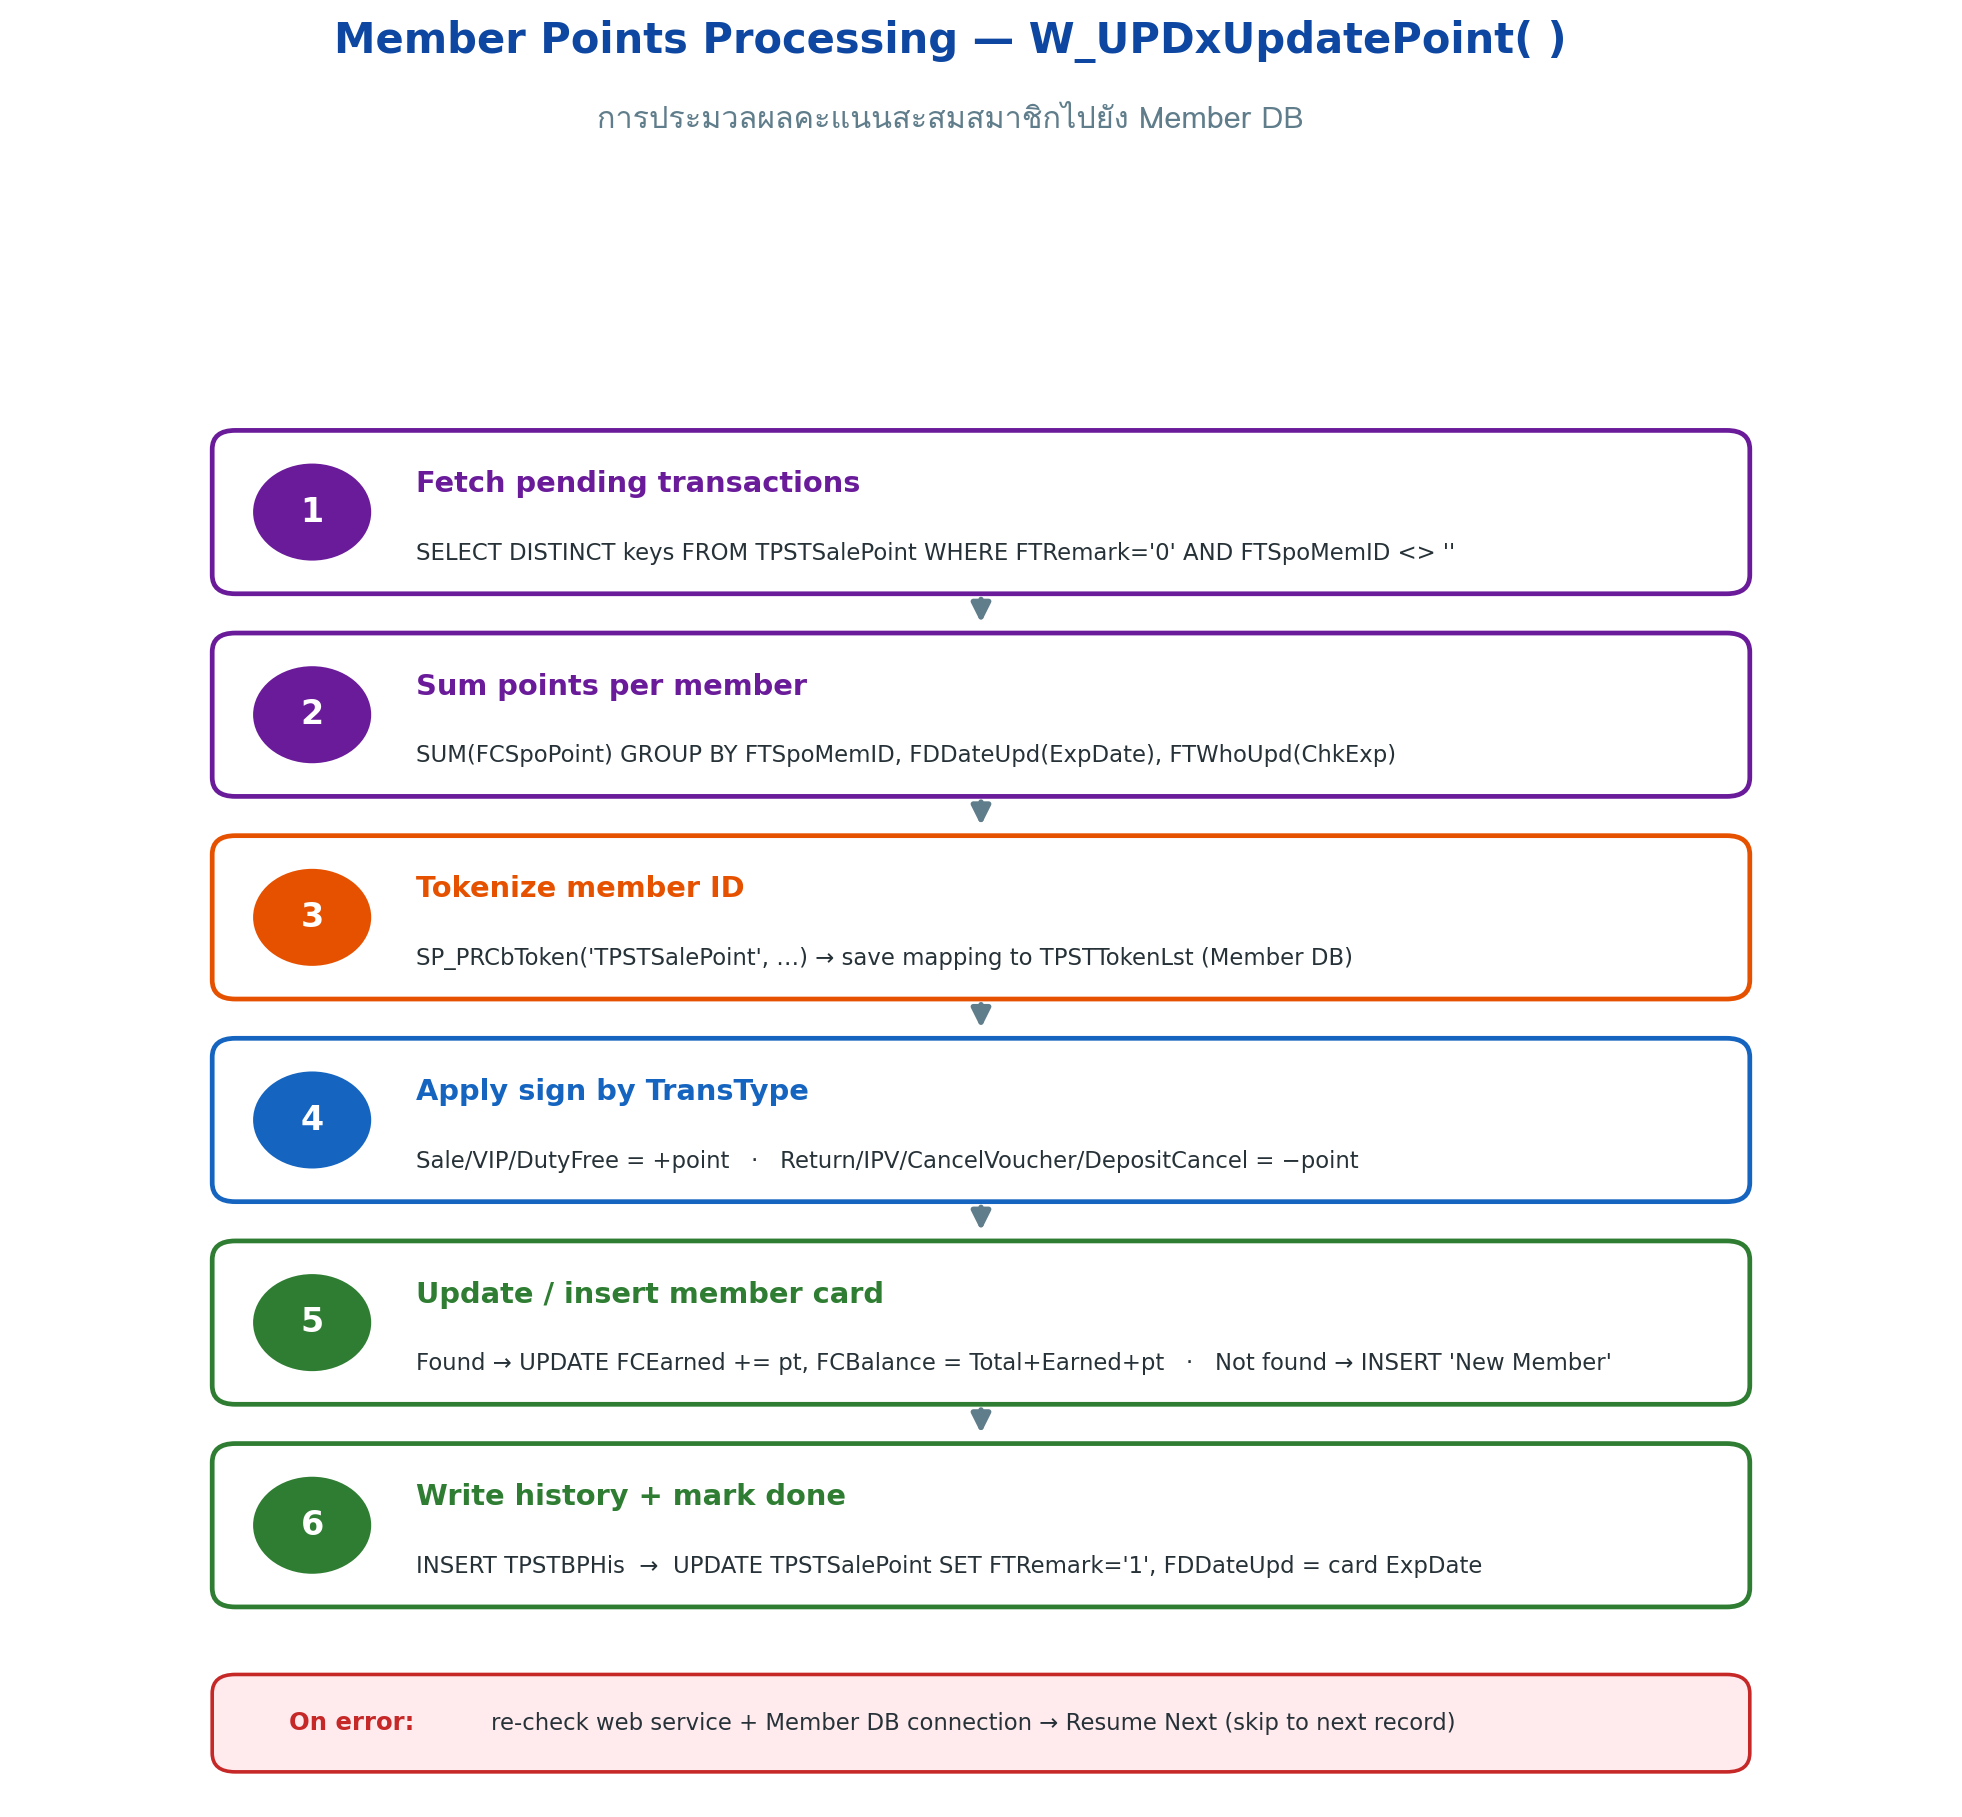 Member Points Processing — W_UPDxUpdatePoint( )
การประมวลผลคะแนนสะสมสมาชิกไปยัง Member DB
1
Fetch pending transactions
SELECT DISTINCT keys FROM TPSTSalePoint WHERE FTRemark='0' AND FTSpoMemID <> ''
2
Sum points per member
SUM(FCSpoPoint) GROUP BY FTSpoMemID, FDDateUpd(ExpDate), FTWhoUpd(ChkExp)
3
Tokenize member ID
SP_PRCbToken('TPSTSalePoint', ...) → save mapping to TPSTTokenLst (Member DB)
4
Apply sign by TransType
Sale/VIP/DutyFree = +point · Return/IPV/CancelVoucher/DepositCancel = −point
5
Update / insert member card
Found → UPDATE FCEarned += pt, FCBalance = Total+Earned+pt · Not found → INSERT 'New Member'
6
Write history + mark done
INSERT TPSTBPHis → UPDATE TPSTSalePoint SET FTRemark='1', FDDateUpd = card ExpDate
On error: re-check web service + Member DB connection → Resume Next (skip to next record)